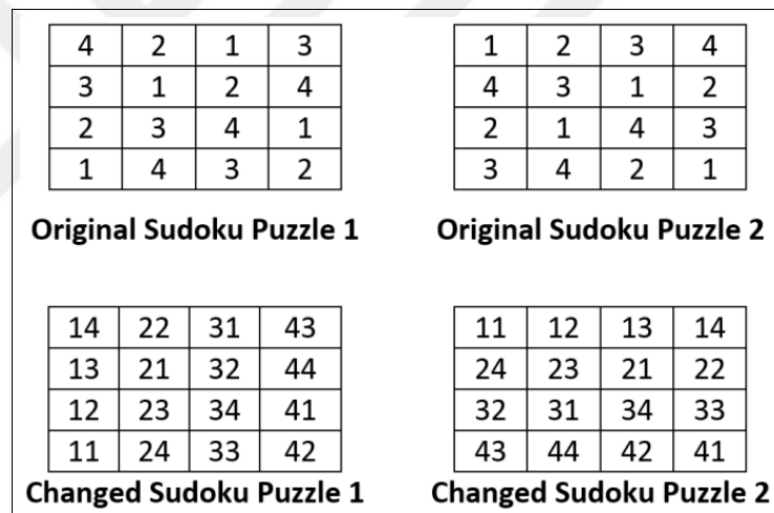 4 2 1 3
3 1 2 4
2 3 4 1
1 4 3 2
Original Sudoku Puzzle 1
1 2 3 4
4 3 1 2
2 1 4 3
3 4 2 1
Original Sudoku Puzzle 2
14 22 31 43
13 21 32 44
12 23 34 41
11 24 33 42
Changed Sudoku Puzzle 1
11 12 13 14
24 23 21 22
32 31 34 33
43 44 42 41
Changed Sudoku Puzzle 2